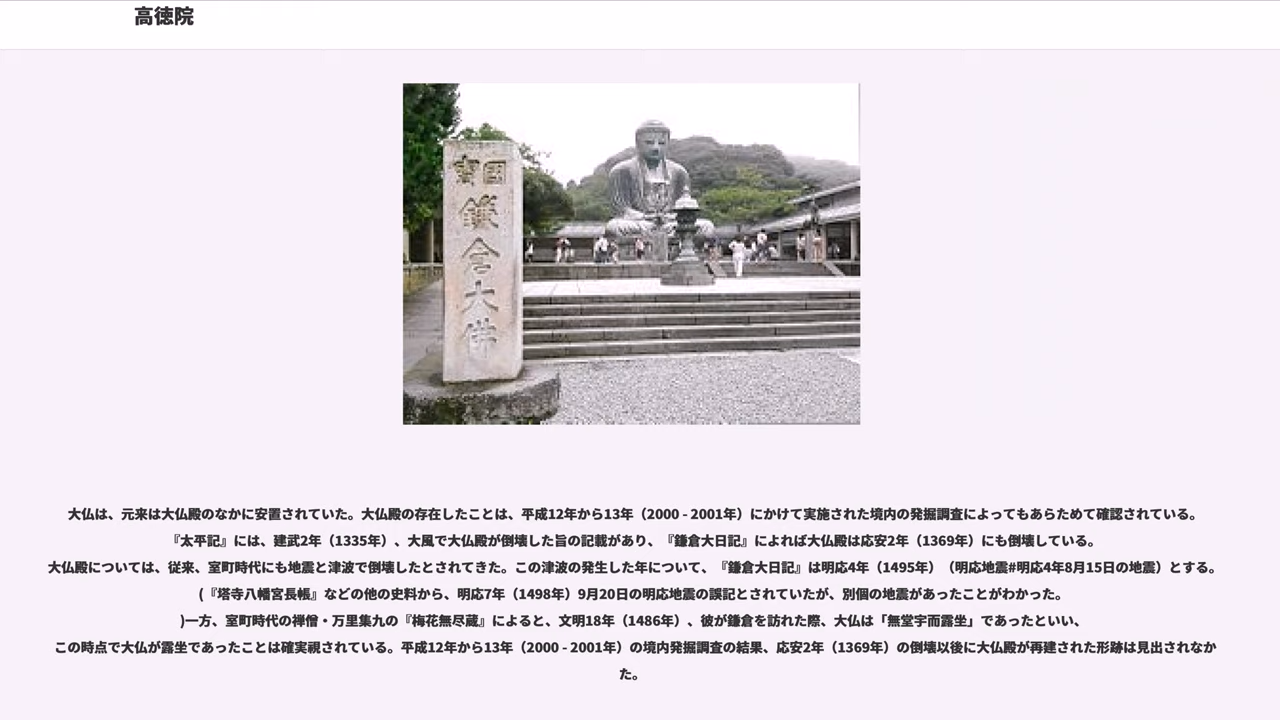 高徳院
國寳
鎌
倉
大
佛
大仏は、元来は大仏殿のなかに安置されていた。大仏殿の存在したことは、平成12年から13年（2000 - 2001年）にかけて実施された境内の発掘調査によってもあらためて確認されている。
『太平記』には、建武2年（1335年）、大風で大仏殿が倒壊した旨の記載があり、『鎌倉大日記』によれば大仏殿は応安2年（1369年）にも倒壊している。
大仏殿については、従来、室町時代にも地震と津波で倒壊したとされてきた。この津波の発生した年について、『鎌倉大日記』は明応4年（1495年）（明応地震#明応4年8月15日の地震）とする。
(『塔寺八幡宮長帳』などの他の史料から、明応7年（1498年）9月20日の明応地震の誤記とされていたが、別個の地震があったことがわかった。
)一方、室町時代の禅僧・万里集九の『梅花無尽蔵』によると、文明18年（1486年）、彼が鎌倉を訪れた際、大仏は「無堂宇而露坐」であったといい、
この時点で大仏が露坐であったことは確実視されている。平成12年から13年（2000 - 2001年）の境内発掘調査の結果、応安2年（1369年）の倒壊以後に大仏殿が再建された形跡は見出されなか
た。